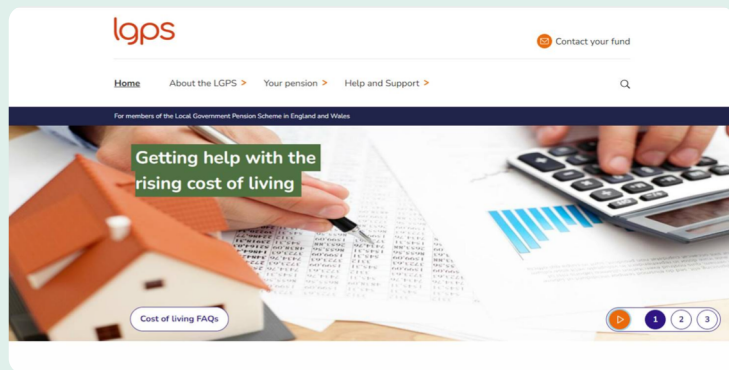 lgps
Contact your fund
Home About the LGPS > Your pension > Help and Support >
For members of the Local Government Pension Scheme in England and Wales
Getting help with the
rising cost of living
Cost of living FAQs
1 2 3